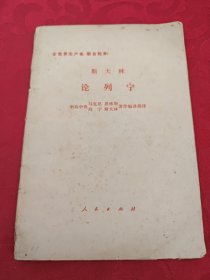 全世界无产者,联合起来!
斯大林
论列宁
中共中央 马克思 恩格斯 著作编译局译
列宁 斯大林
人民出版社